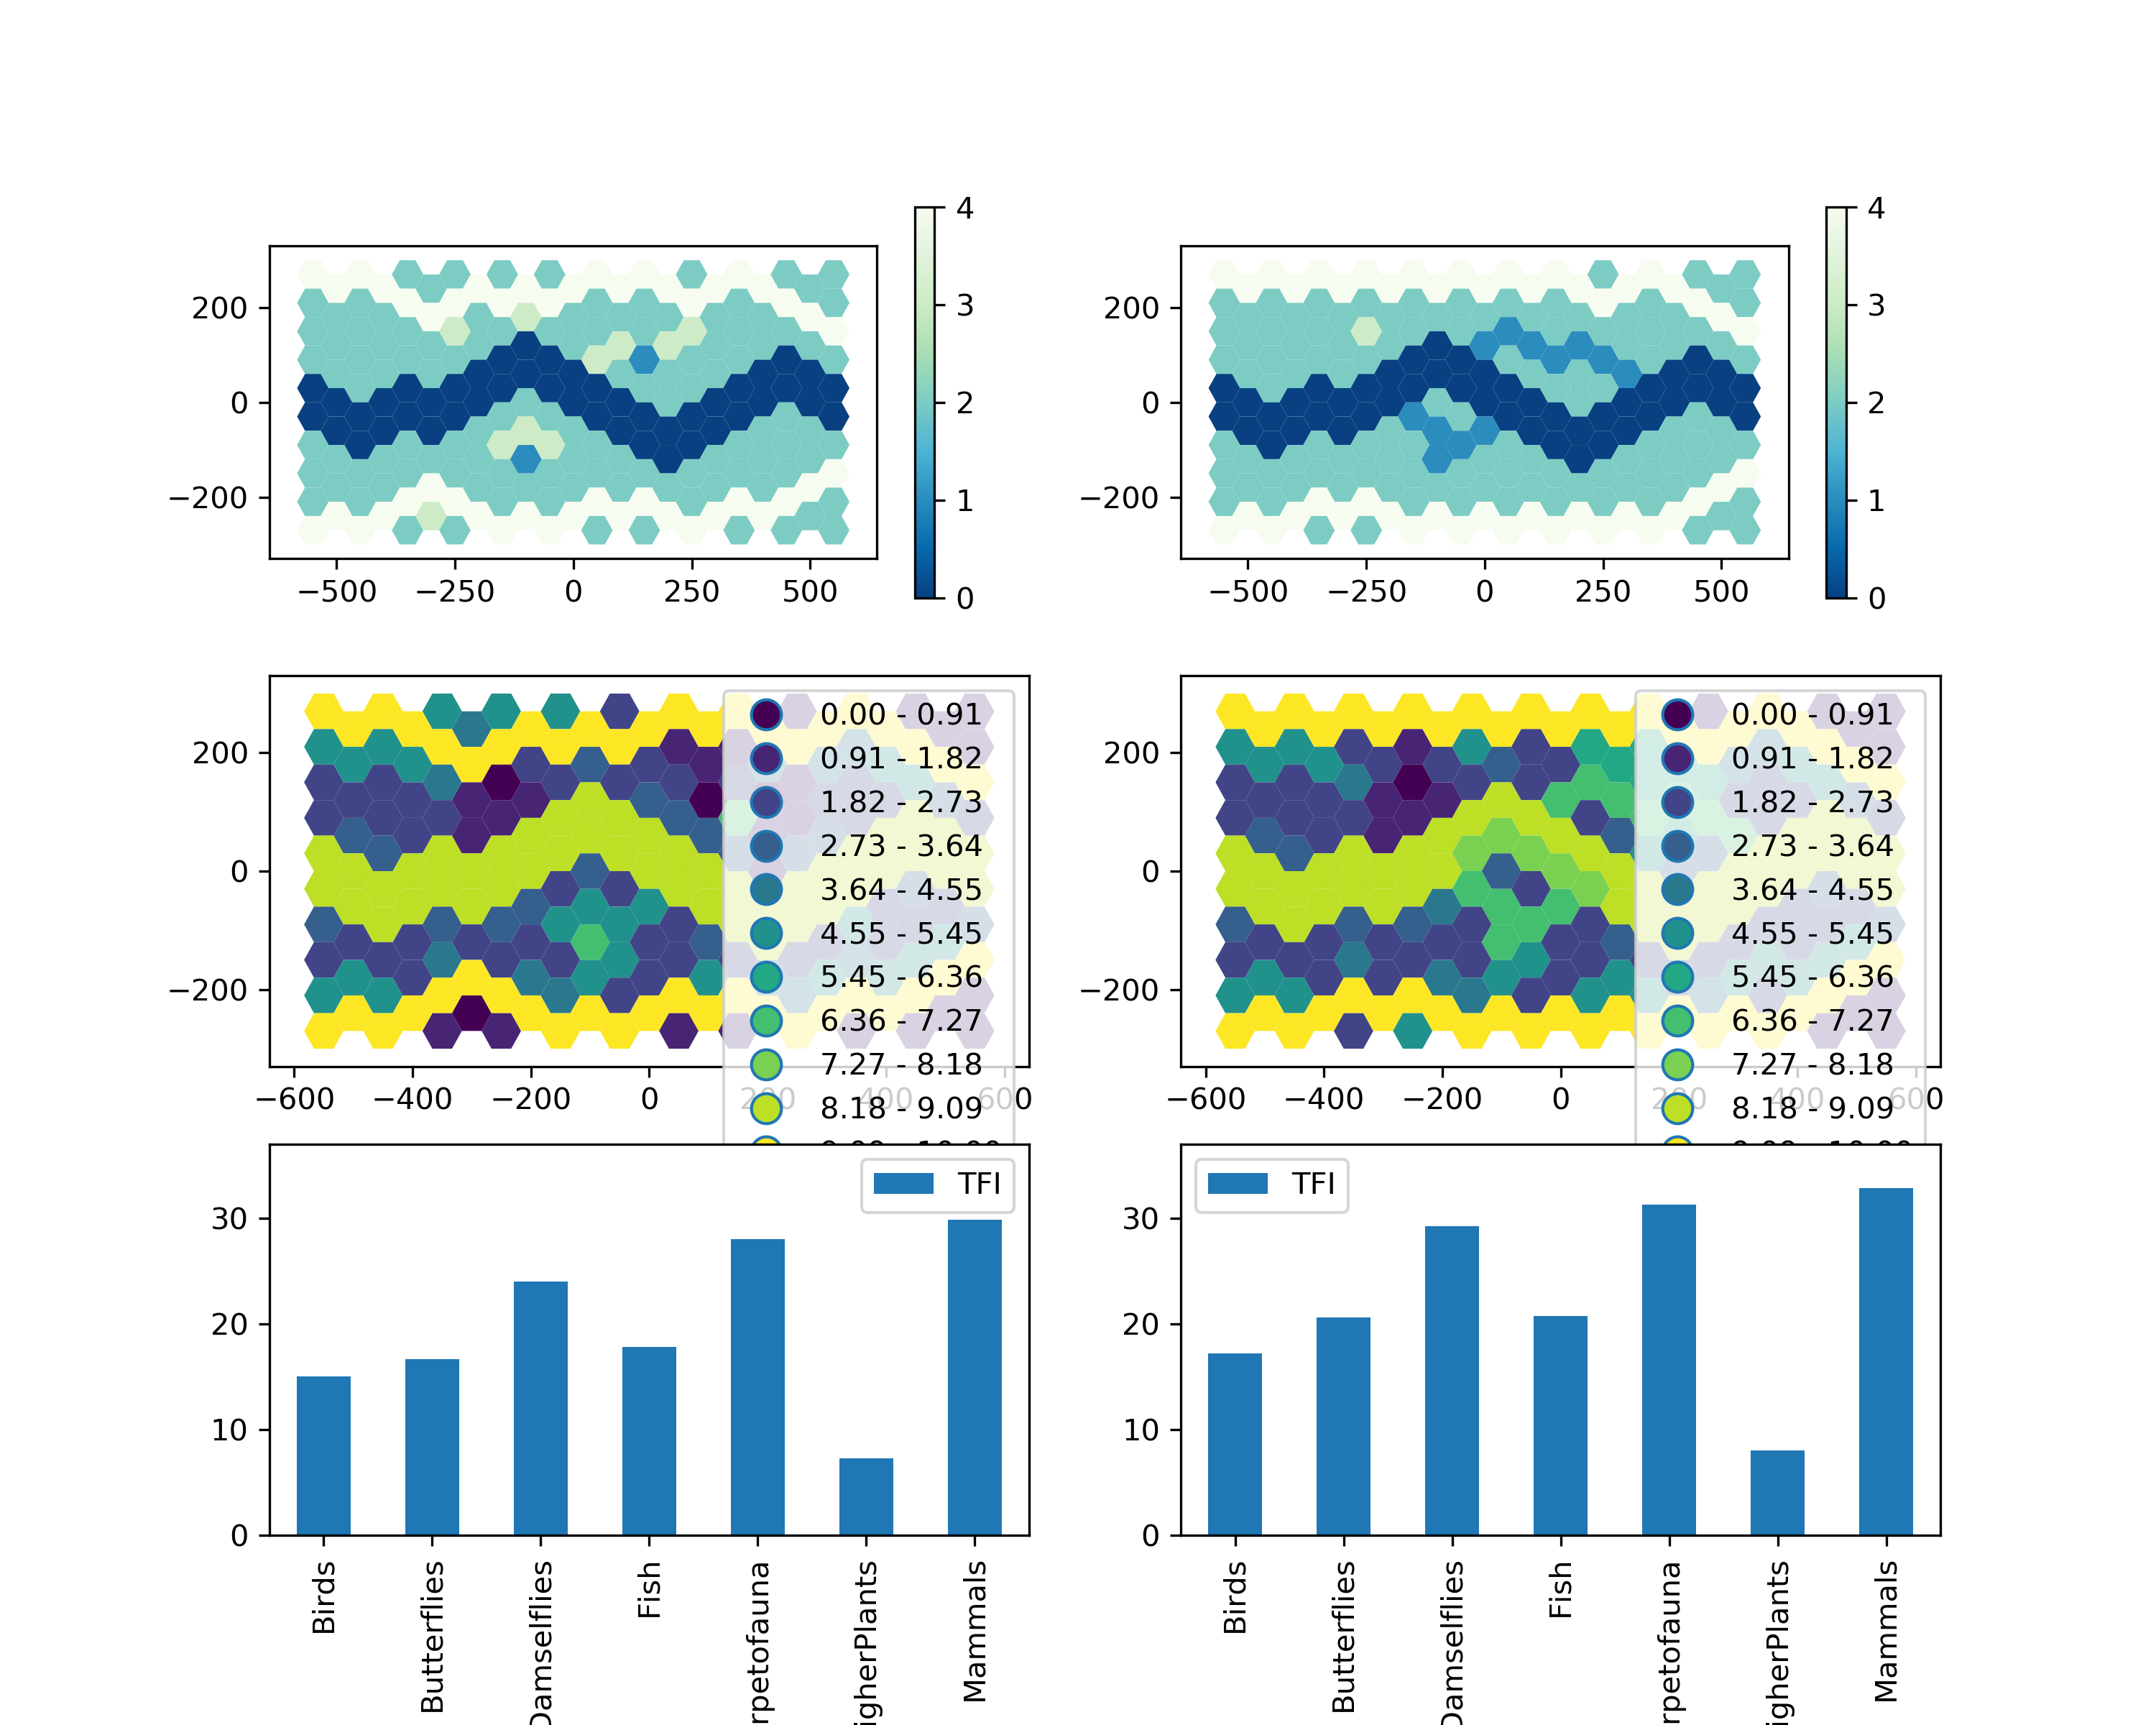 4
3
2
1
0
200
0
−200
−500 −250 0 250 500
4
3
2
1
0
200
0
−200
−500 −250 0 250 500
0.00 - 0.91
0.91 - 1.82
1.82 - 2.73
2.73 - 3.64
3.64 - 4.55
4.55 - 5.45
5.45 - 6.36
6.36 - 7.27
7.27 - 8.18
8.18 - 9.09
200
0
−200
−600 −400 −200 0 200 400 600
0.00 - 0.91
0.91 - 1.82
1.82 - 2.73
2.73 - 3.64
3.64 - 4.55
4.55 - 5.45
5.45 - 6.36
6.36 - 7.27
7.27 - 8.18
8.18 - 9.09
200
0
−200
−600 −400 −200 0 200 400 600
TFI
30
20
10
0
Birds
Butterflies
Damselflies
Fish
rpetofauna
igherPlants
Mammals
TFI
30
20
10
0
Birds
Butterflies
Damselflies
Fish
rpetofauna
igherPlants
Mammals